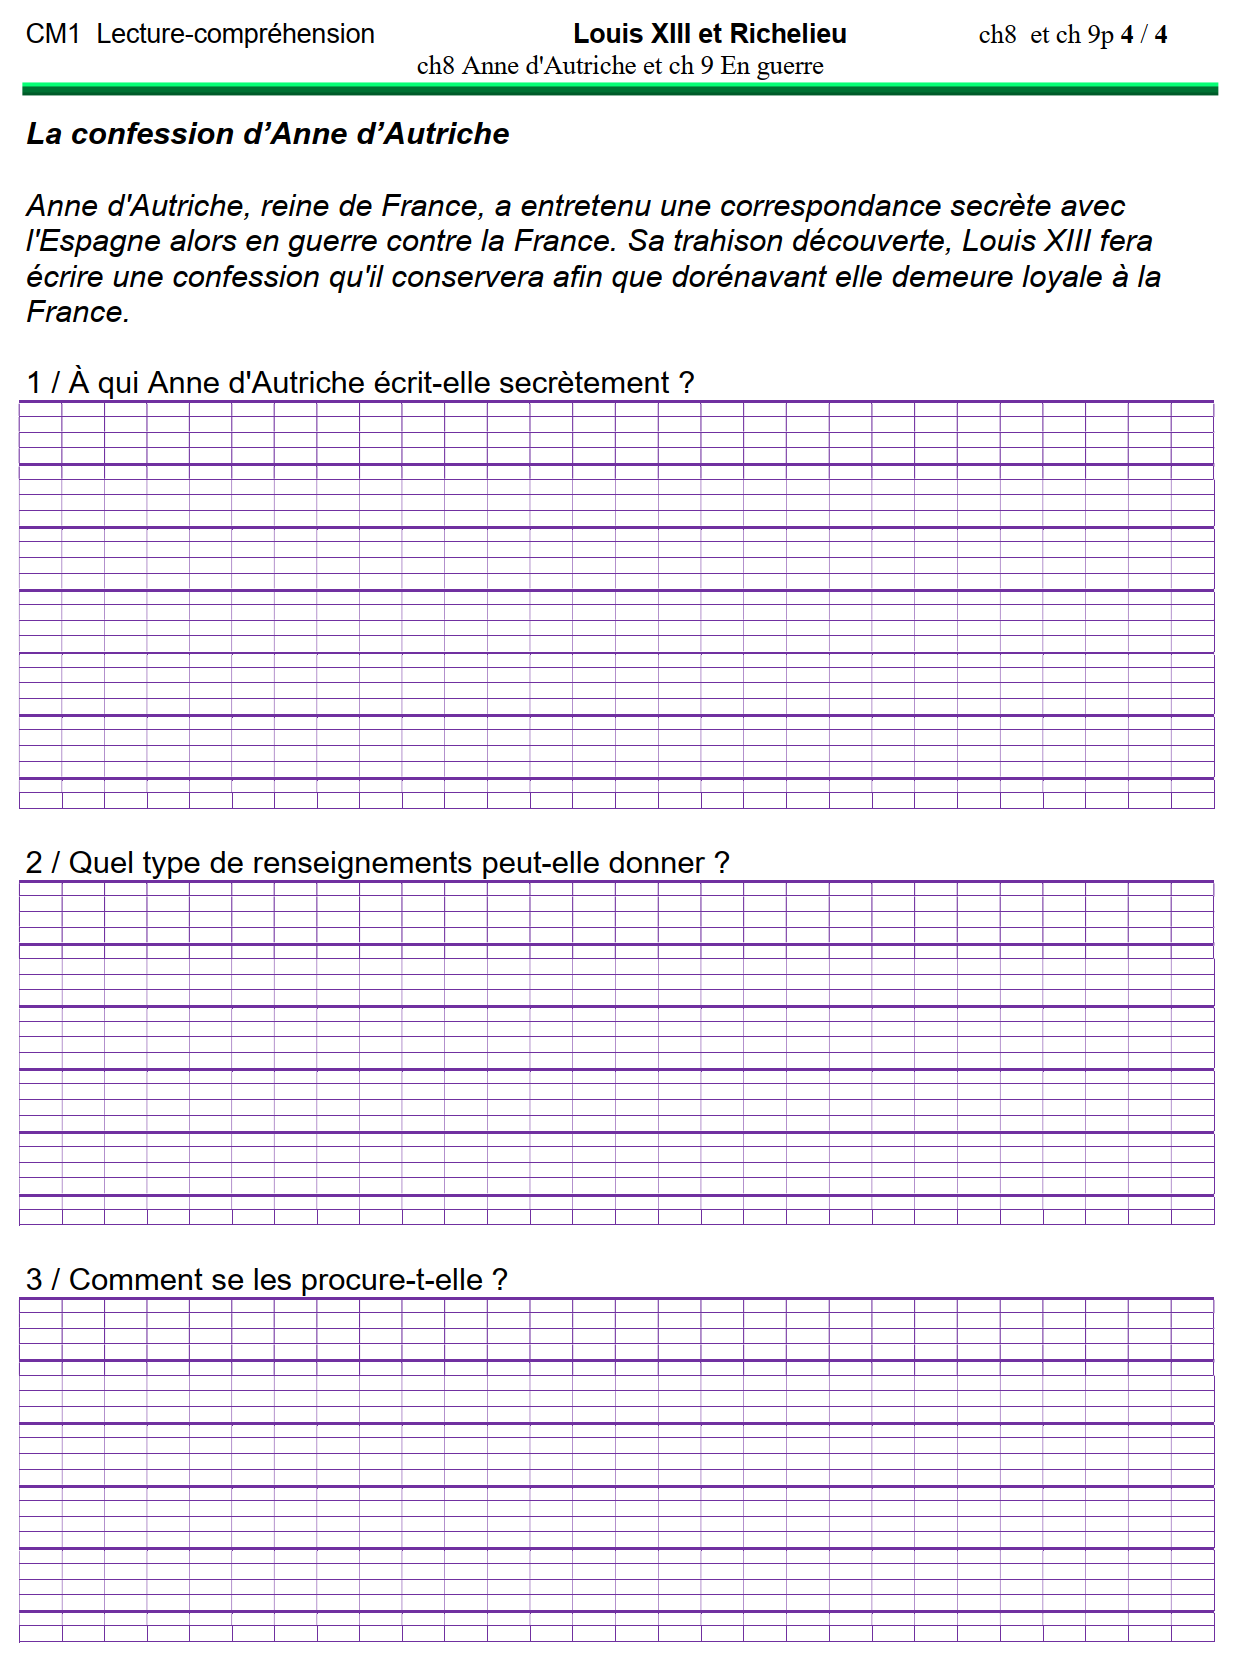 CM1 Lecture-compréhension Louis XIII et Richelieu ch8 et ch 9p 4 / 4
ch8 Anne d'Autriche et ch 9 En guerre
La confession d’Anne d’Autriche
Anne d'Autriche, reine de France, a entretenu une correspondance secrète avec
l'Espagne alors en guerre contre la France. Sa trahison découverte, Louis XIII fera
écrire une confession qu'il conservera afin que dorénavant elle demeure loyale à la
France.
1 / À qui Anne d'Autriche écrit-elle secrètement ?
2 / Quel type de renseignements peut-elle donner ?
3 / Comment se les procure-t-elle ?